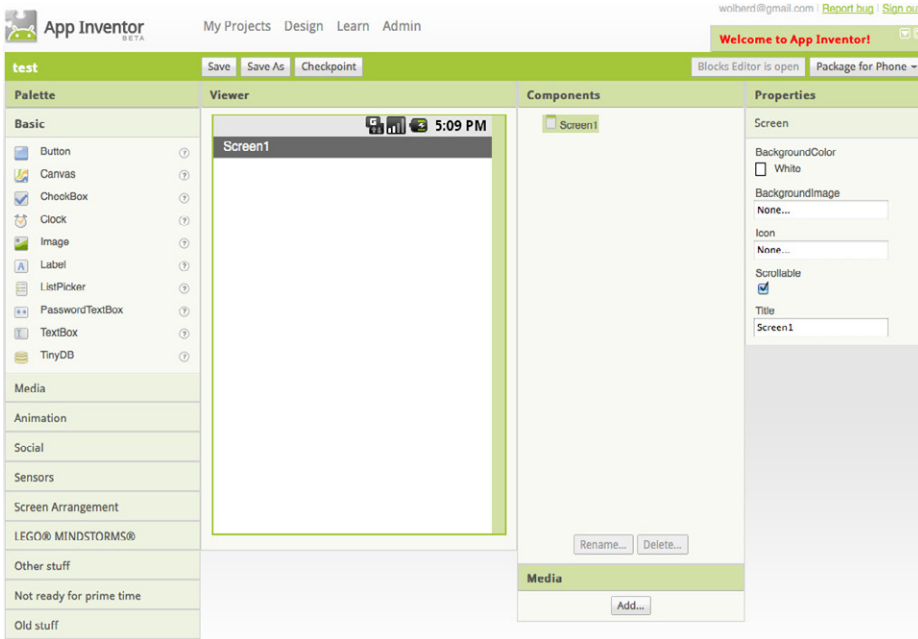 wolberd@gmail.com | Report bug | Sign
App Inventor
BETA
My Projects Design Learn Admin
Welcome to App Inventor!
test
Save Save As Checkpoint
Blocks Editor is open Package for Phone
Palette
Basic
Button
Canvas
CheckBox
Clock
Image
Label
ListPicker
PasswordTextBox
TextBox
TinyDB
Media
Animation
Social
Sensors
Screen Arrangement
LEGO® MINDSTORMS®
Other stuff
Not ready for prime time
Old stuff
Viewer
5:09 PM
Screen1
Components
Screen1
Rename... Delete...
Media
Add...
Properties
Screen
BackgroundColor
White
BackgroundImage
None...
Icon
None...
Scrollable
Title
Screen1